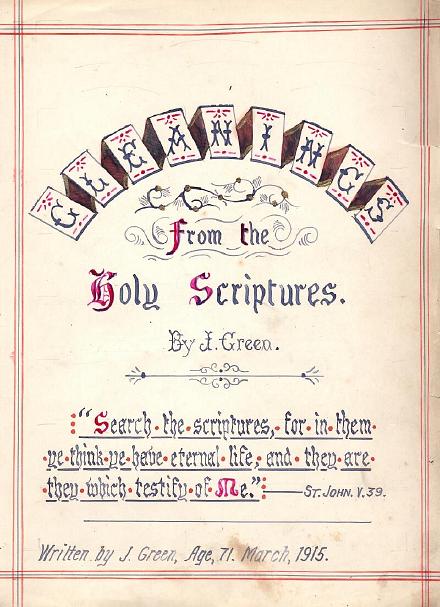 GLEANINGS
From the
Holy Scriptures.
By J. Green.
"Search the scriptures, for in them
ye think ye have eternal life, and they are
they which testify of Me."—ST. JOHN. V. 39.
Written by J. Green, Age, 71. March, 1915.